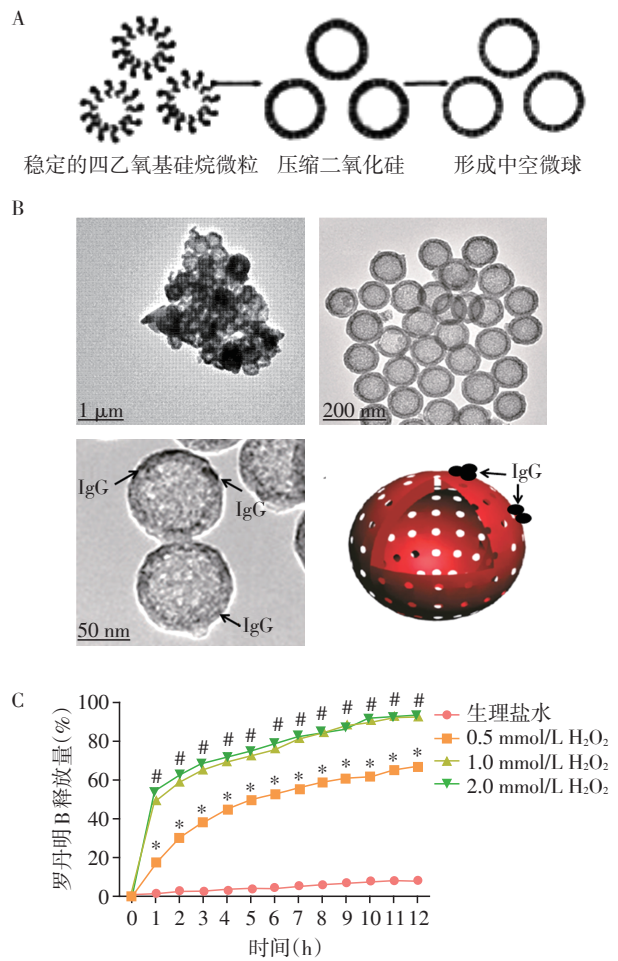 A
稳定的四乙氧基硅烷微粒 压缩二氧化硅 形成中空微球
B
1 μm
200 nm
IgG
IgG
IgG
50 nm
IgG
C
罗丹明 B 释放量(%)
100
80
60
40
20
0
# # # # # # # # # # # #
* * * * * * * * * * * *
0 1 2 3 4 5 6 7 8 9 10 11 12
时间(h)
生理盐水
0.5 mmol/L H₂O₂
1.0 mmol/L H₂O₂
2.0 mmol/L H₂O₂